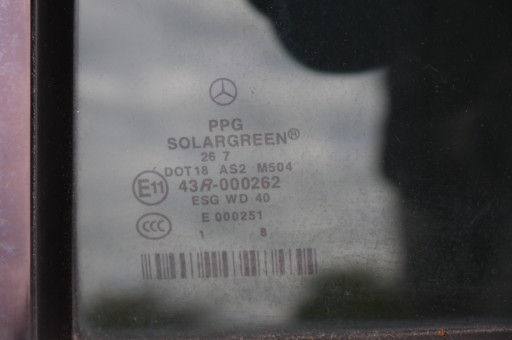 PPG
SOLARGREEN®
26 7
DOT18 AS2 M504
E11 43R-000262
ESG WD 40
CCC E 000251
1 8